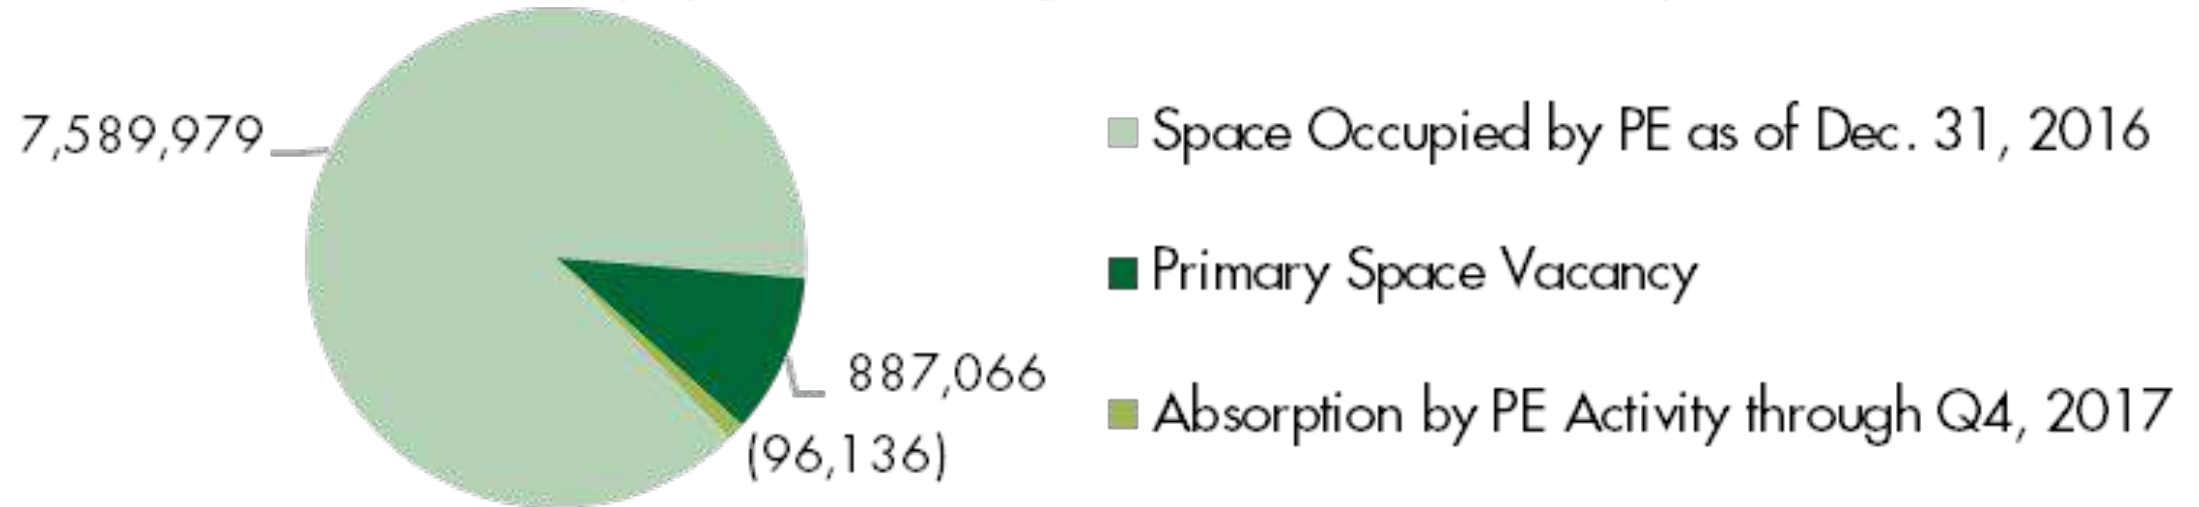 7,589,979
Space Occupied by PE as of Dec. 31, 2016
Primary Space Vacancy
887,066
Absorption by PE Activity through Q4, 2017
(96,136)